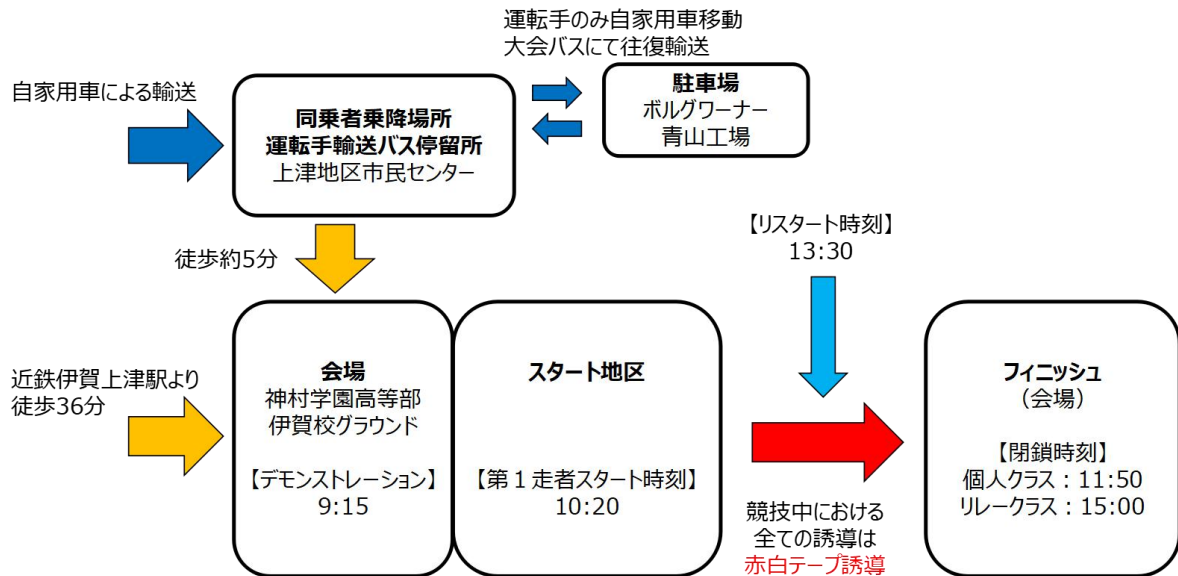 運転手のみ自家用車移動
大会バスにて往復輸送
自家用車による輸送
同乗者乗降場所
運転手輸送バス停留所
上津地区市民センター
駐車場
ボルグワーナー
青山工場
徒歩約5分
【リスタート時刻】
13:30
近鉄伊賀上津駅より
徒歩36分
会場
神村学園高等部
伊賀校グラウンド
【デモンストレーション】
9:15
スタート地区
【第１走者スタート時刻】
10:20
競技中における
全ての誘導は
赤白テープ誘導
フィニッシュ
（会場）
【閉鎖時刻】
個人クラス：11:50
リレークラス：15:00